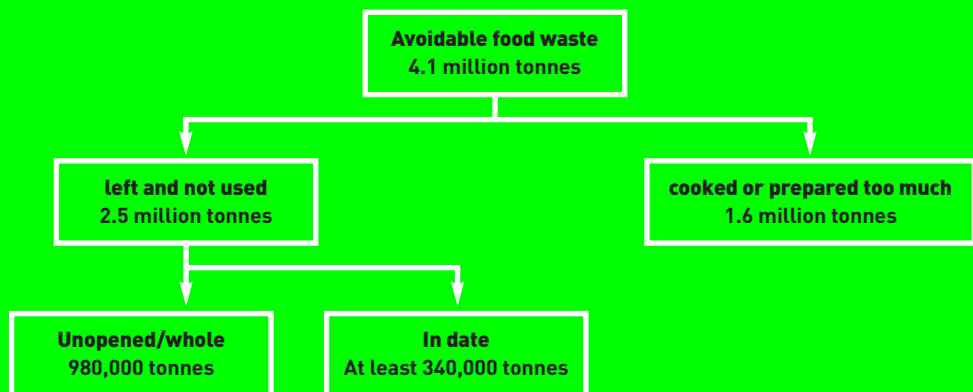 Avoidable food waste
4.1 million tonnes
left and not used
2.5 million tonnes
cooked or prepared too much
1.6 million tonnes
Unopened/whole
980,000 tonnes
In date
At least 340,000 tonnes